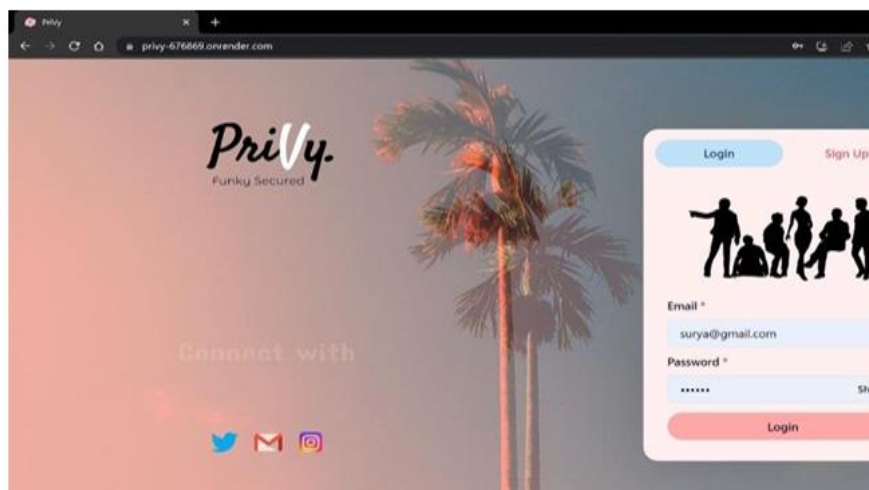 PriVy
privy-676869.onrender.com
PriVy.
Funky Secured
Connect with
Login
Sign Up
Email *
surya@gmail.com
Password *
••••••
Sh
Login